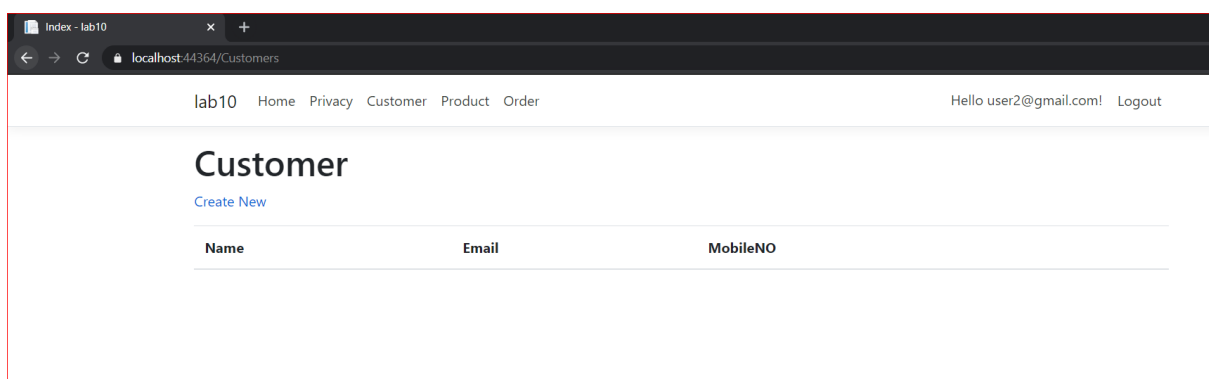 Index - lab10
localhost:44364/Customers
lab10 Home Privacy Customer Product Order Hello user2@gmail.com! Logout
Customer
Create New
Name Email MobileNO